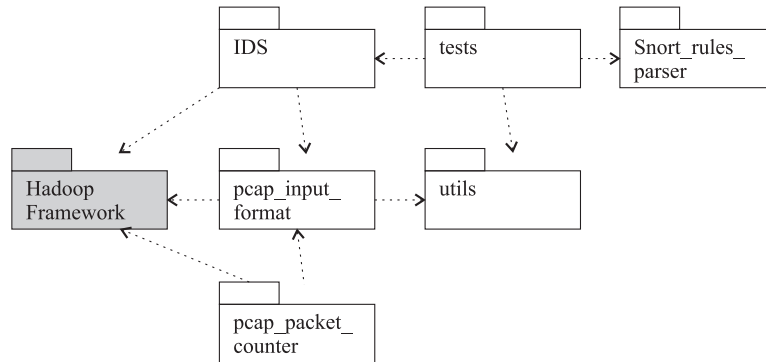 IDS
tests
Snort_rules_
parser
Hadoop
Framework
pcap_input_
format
utils
pcap_packet_
counter